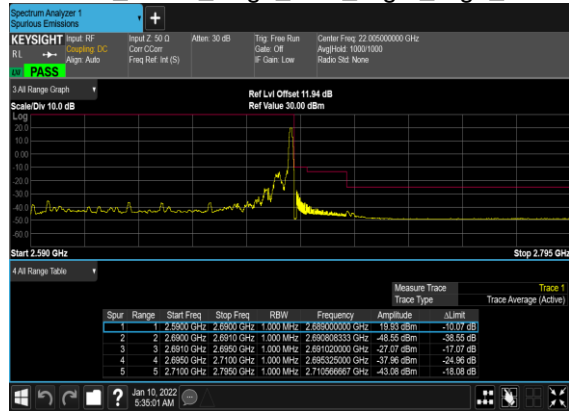 Spectrum Analyzer 1
Spurious Emissions
KEYSIGHT Input: RF Input Z: 50 Ω Atten: 30 dB Trig: Free Run Center Freq: 22.005000000 GHz
RL Coupling: DC Corr CCorr Gate: Off Avg|Hold: 1000/1000
Align: Auto Freq Ref: Int (S) IF Gain: Low Radio Std: None
PASS
3 All Range Graph
Ref Lvl Offset 11.94 dB
Scale/Div 10.0 dB Ref Value 30.00 dBm
Log
20.0
10.0
0.00
-10.0
-20.0
-30.0
-40.0
-50.0
-60.0
Start 2.590 GHz Stop 2.795 GHz
4 All Range Table
Measure Trace Trace 1
Trace Type Trace Average (Active)
Spur Range Start Freq Stop Freq RBW Frequency Amplitude ΔLimit
1 1 2.5900 GHz 2.6900 GHz 1.000 MHz 2.689000000 GHz 19.93 dBm -10.07 dB
2 2 2.6900 GHz 2.6910 GHz 1.000 MHz 2.690808333 GHz -48.55 dBm -38.55 dB
3 3 2.6910 GHz 2.6950 GHz 1.000 MHz 2.691020000 GHz -27.07 dBm -17.07 dB
4 4 2.6950 GHz 2.7100 GHz 1.000 MHz 2.695325000 GHz -37.96 dBm -24.96 dB
5 5 2.7100 GHz 2.7950 GHz 1.000 MHz 2.710566667 GHz -43.08 dBm -18.08 dB
? Jan 10, 2022
5:35:01 AM